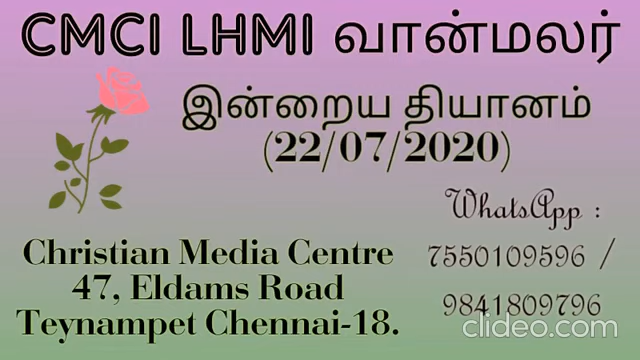 CMCI LHMI வான்மலர்
இன்றைய தியானம்
(22/07/2020)
WhatsApp :
7550109596 /
9841809796
Christian Media Centre
47, Eldams Road
Teynampet Chennai-18.
clideo.com